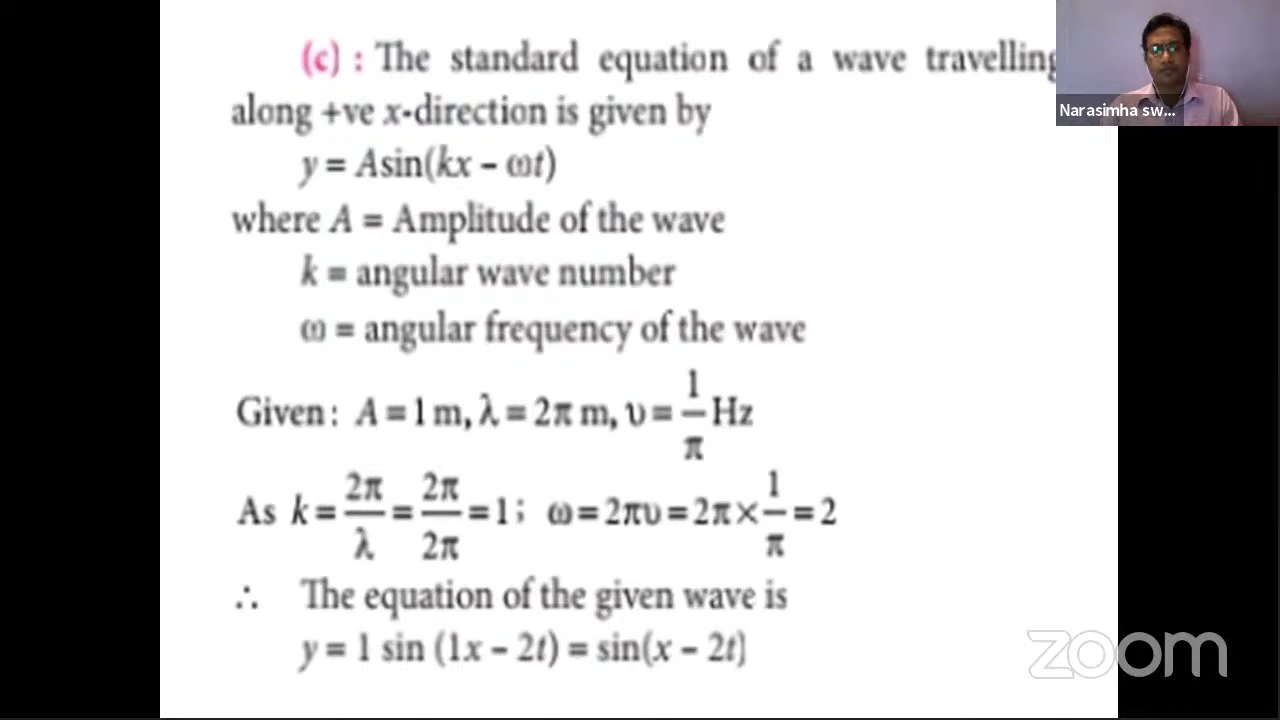 (c) : The standard equation of a wave travelling
along +ve x-direction is given by
y = Asin(kx – ωt)
where A = Amplitude of the wave
k = angular wave number
ω = angular frequency of the wave
Given: A = 1 m, λ = 2π m, υ = 1/π Hz
As k = 2π/λ = 2π/2π = 1; ω = 2πυ = 2π × 1/π = 2
∴ The equation of the given wave is
y = 1 sin (1x – 2t) = sin(x – 2t)
Narasimha sw...
zoom